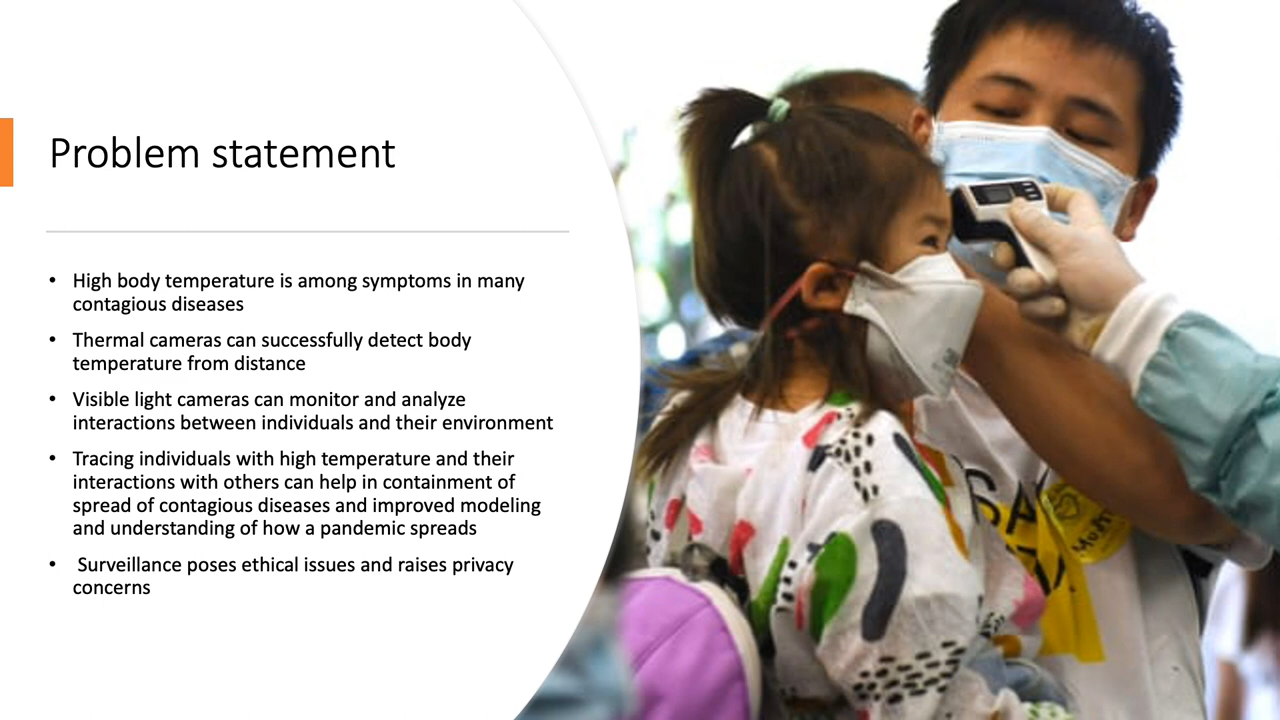 Problem statement
• High body temperature is among symptoms in many
contagious diseases
• Thermal cameras can successfully detect body
temperature from distance
• Visible light cameras can monitor and analyze
interactions between individuals and their environment
• Tracing individuals with high temperature and their
interactions with others can help in containment of
spread of contagious diseases and improved modeling
and understanding of how a pandemic spreads
• Surveillance poses ethical issues and raises privacy
concerns